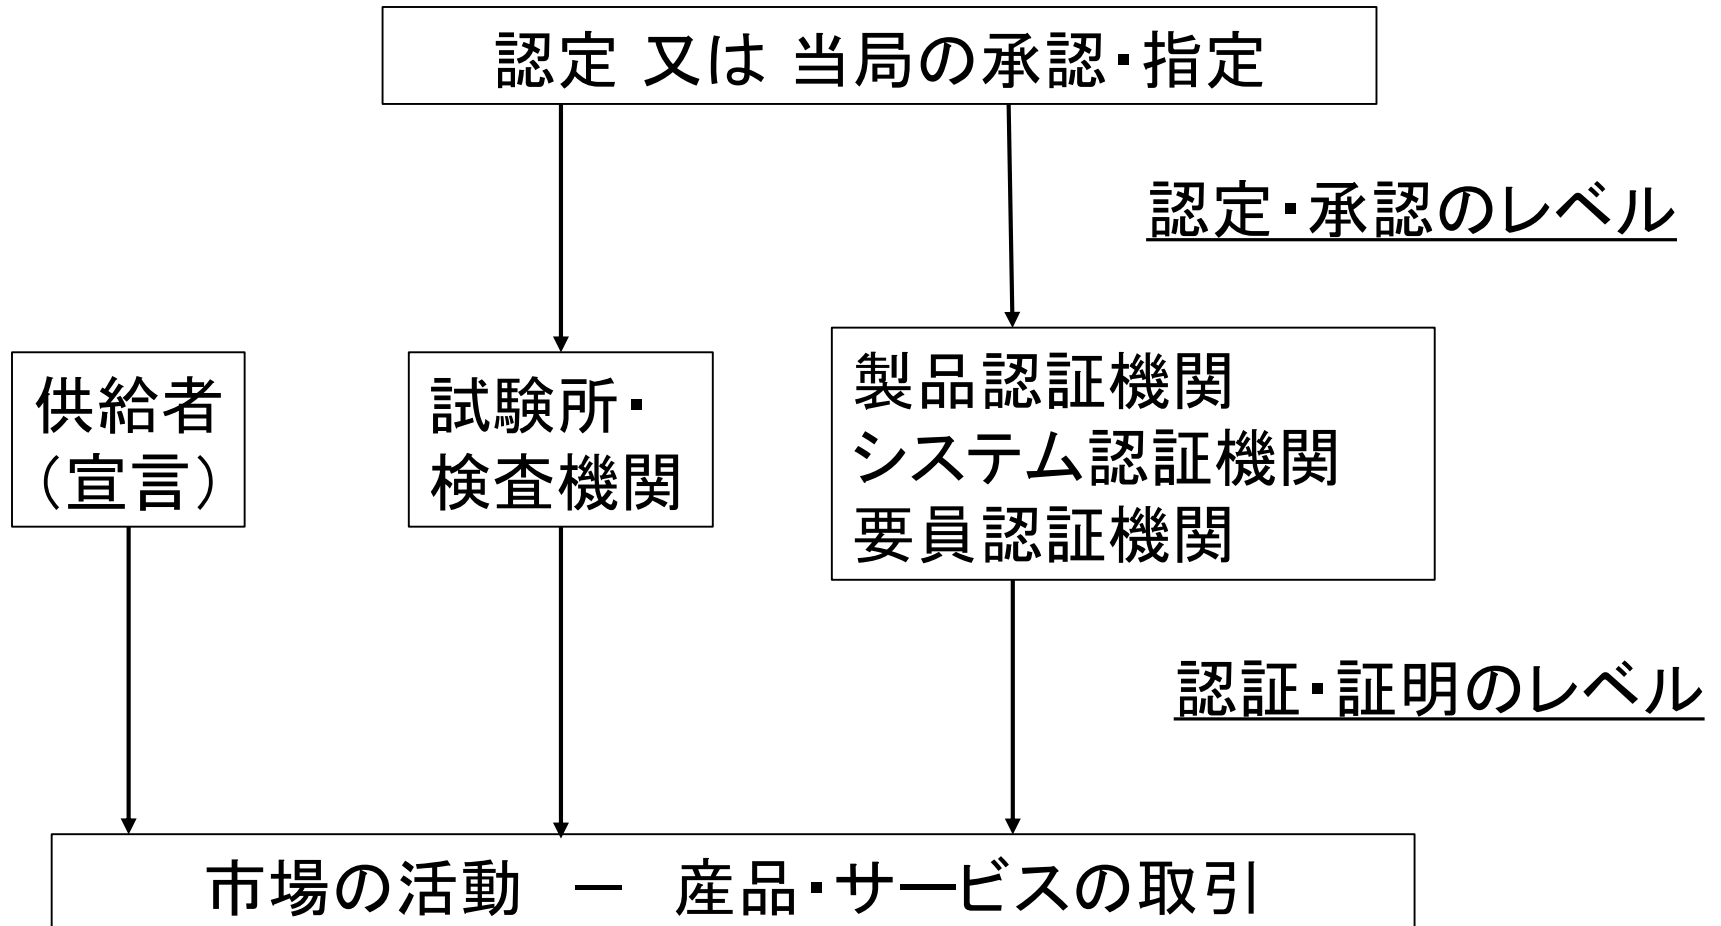 認定 又は 当局の承認・指定
認定・承認のレベル
供給者
（宣言）
試験所・
検査機関
製品認証機関
システム認証機関
要員認証機関
認証・証明のレベル
市場の活動 － 産品・サービスの取引